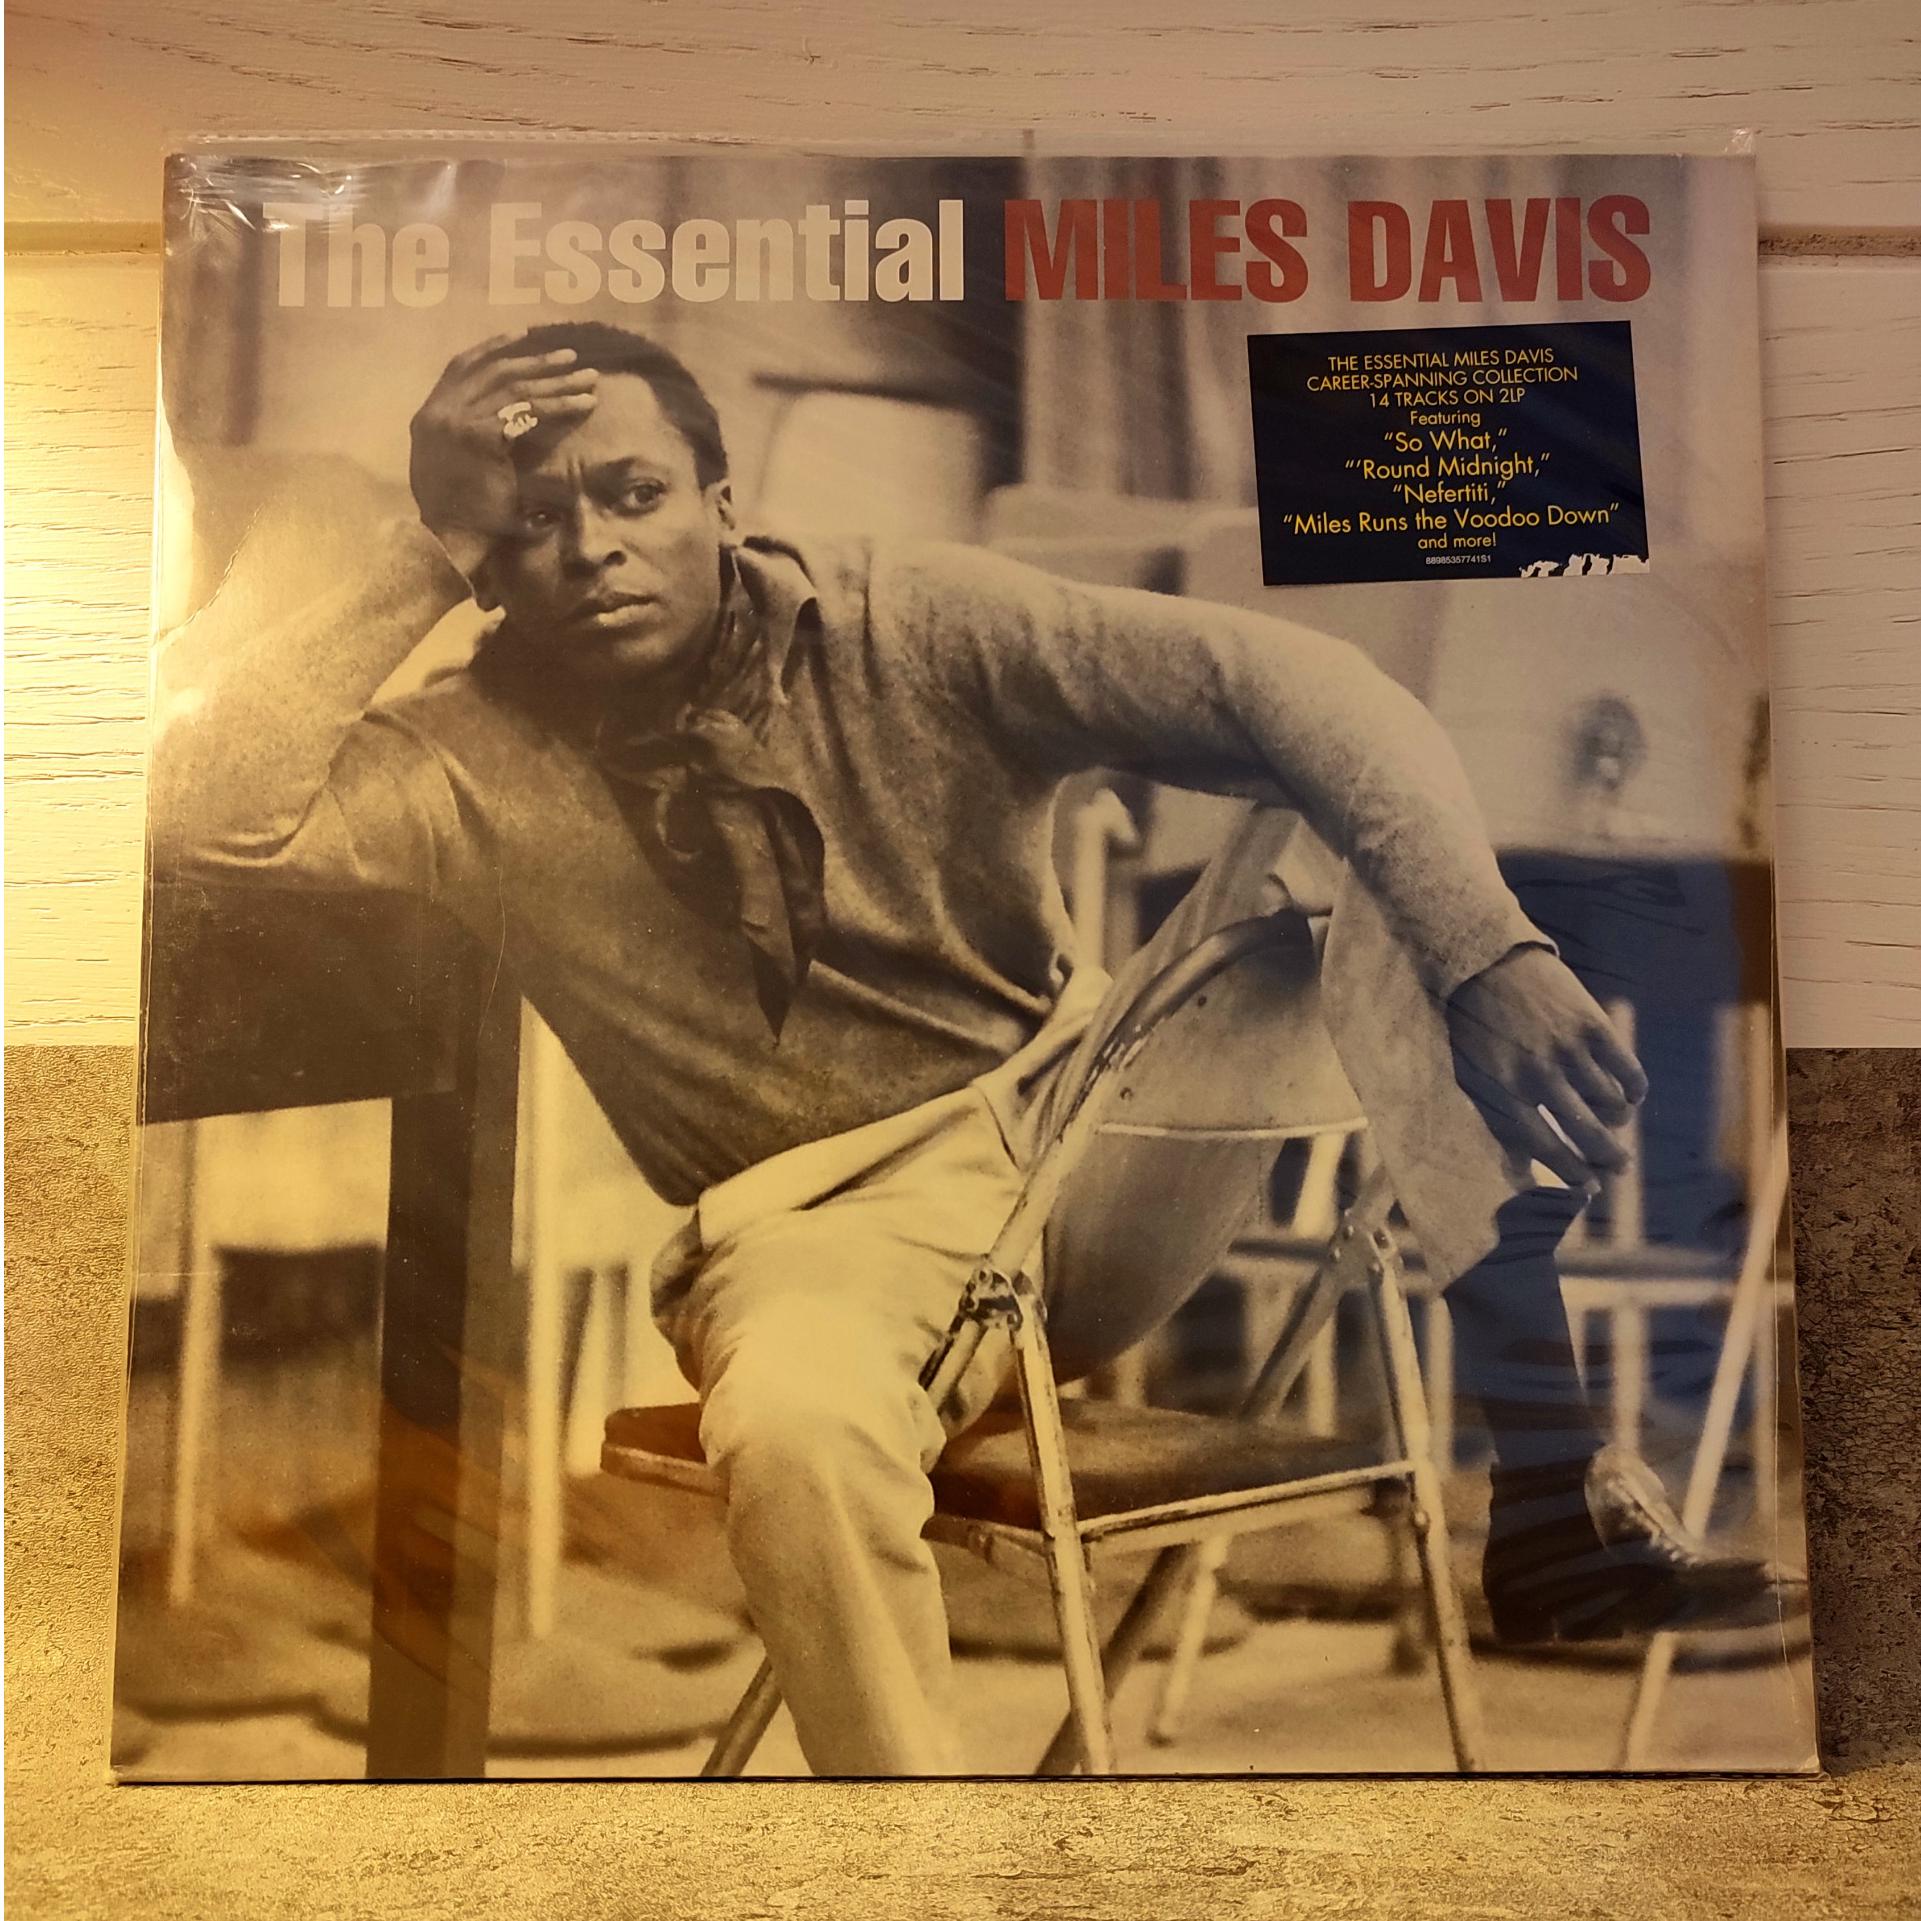 The Essential MILES DAVIS
THE ESSENTIAL MILES DAVIS
CAREER-SPANNING COLLECTION
14 TRACKS ON 2LP
Featuring
“So What,”
“’Round Midnight,”
“Nefertiti,”
“Miles Runs the Voodoo Down”
and more!
88985357741S1